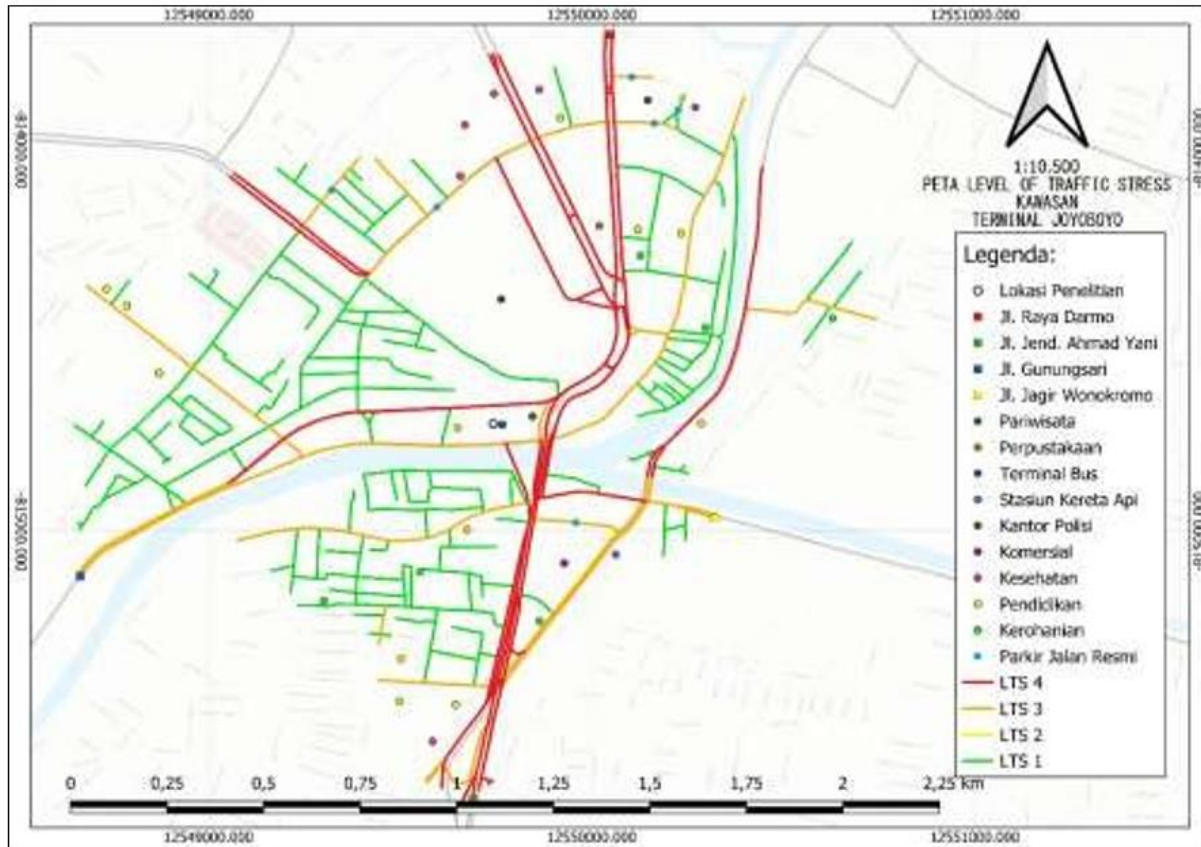 12549000.000 12550000.000 12551000.000
1:10.500
PETA LEVEL OF TRAFFIC STRESS
KAWASAN
TERMINAL JOYOBOYO
Legenda:
Lokasi Penelitian
Jl. Raya Darmo
Jl. Jend. Ahmad Yani
Jl. Gunungsari
Jl. Jagir Wonokromo
Pariwisata
Perpustakaan
Terminal Bus
Stasiun Kereta Api
Kantor Polisi
Komersial
Kesehatan
Pendidikan
Kerohanian
Parkir Jalan Resmi
LTS 4
LTS 3
LTS 2
LTS 1
0 0,25 0,5 0,75 1 1,25 1,5 1,75 2 2,25 km
12549000.000 12550000.000 12551000.000